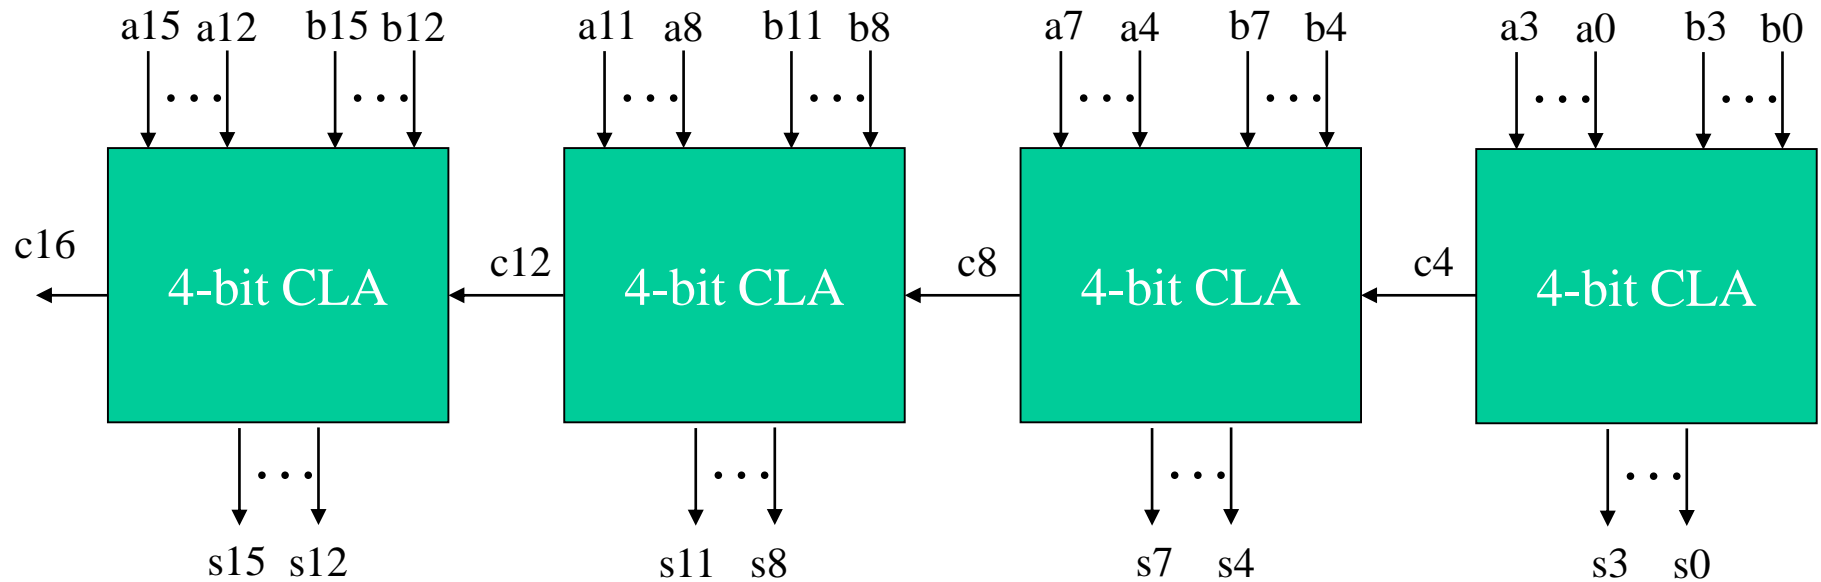 a15 a12 b15 b12 a11 a8 b11 b8 a7 a4 b7 b4 a3 a0 b3 b0
c16 4-bit CLA c12 4-bit CLA c8 4-bit CLA c4 4-bit CLA
s15 s12 s11 s8 s7 s4 s3 s0